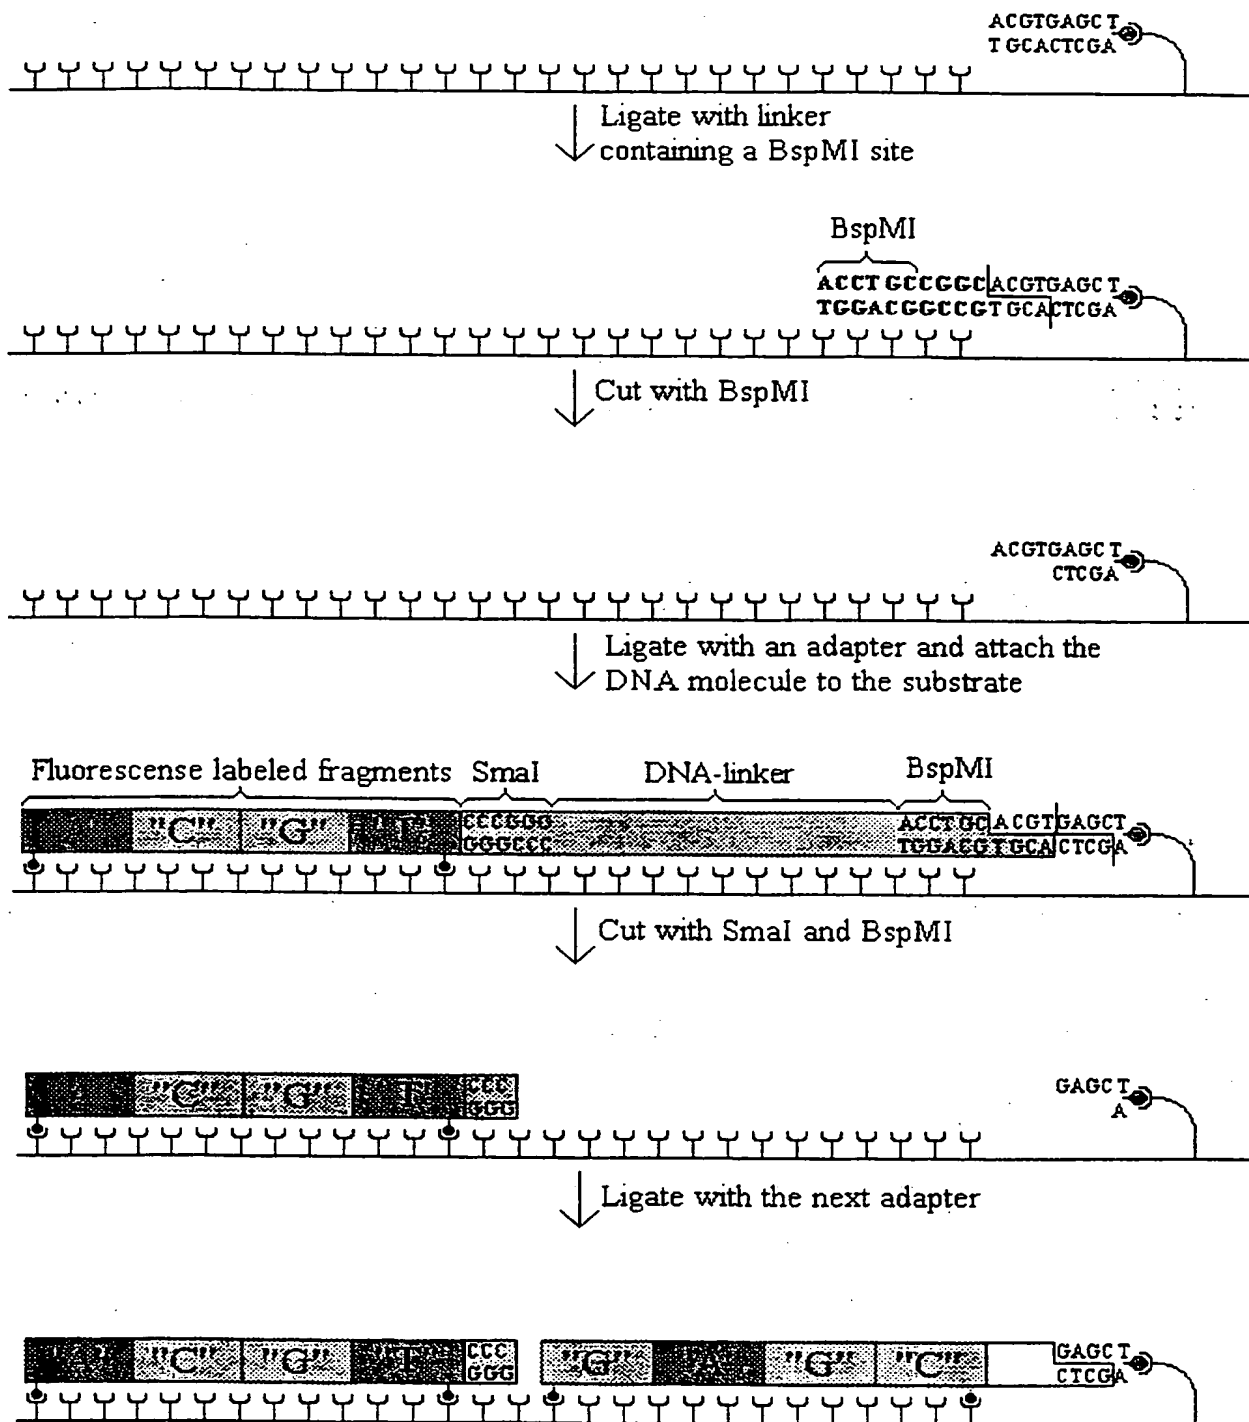 ACGTGAGCT
TGCACTCGA
Ligate with linker
containing a BspMI site
BspMI
ACCTGCCGGCACGTGAGCT
TGGACGGCCGTGCACTCGA
Cut with BspMI
ACGTGAGCT
CTCGA
Ligate with an adapter and attach the
DNA molecule to the substrate
Fluorescense labeled fragments SmaI DNA-linker BspMI
"C" "G" "T" CCCGGG ACCTGCACGTGAGCT
GGGCCC TGGACGTGCACTCGA
Cut with SmaI and BspMI
"C" "G" "T" CCC GAGCT
GGG A
Ligate with the next adapter
"A" "C" "G" "T" CCC "G" "A" "G" "C" GAGCT
GGG CTCGA